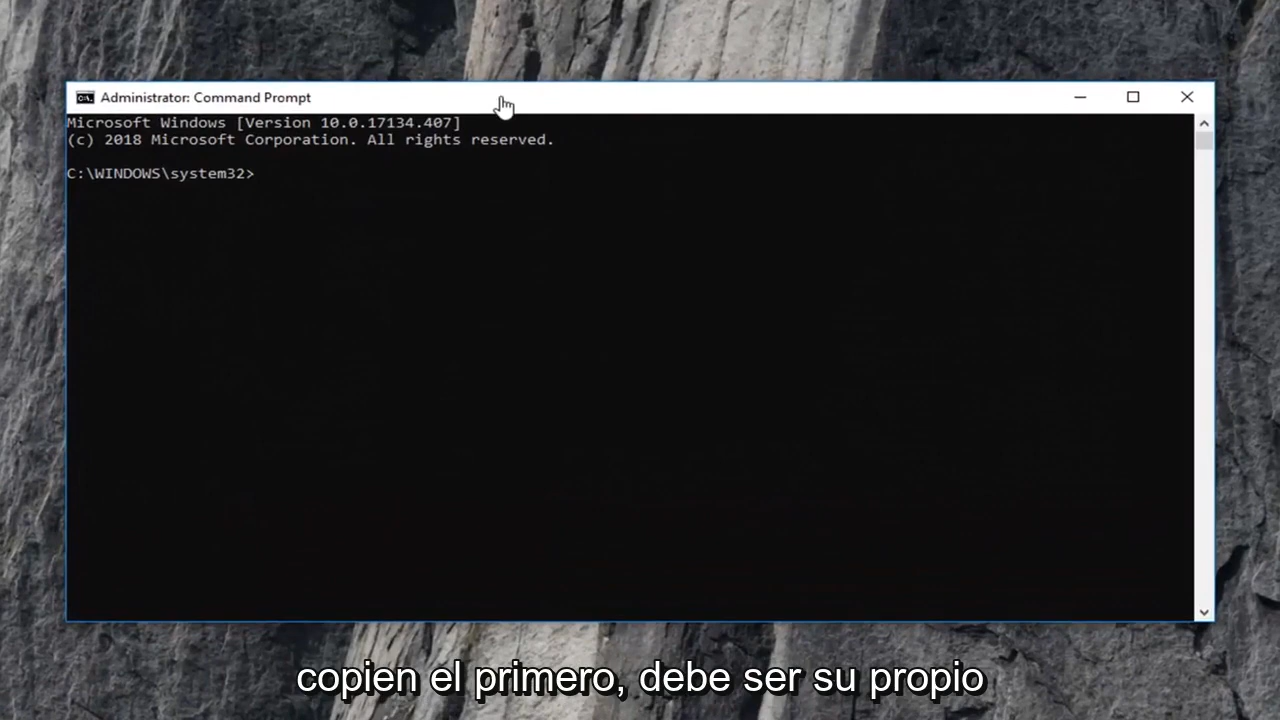 Administrator: Command Prompt
Microsoft Windows [Version 10.0.17134.407]
(c) 2018 Microsoft Corporation. All rights reserved.
C:\WINDOWS\system32>
copien el primero, debe ser su propio